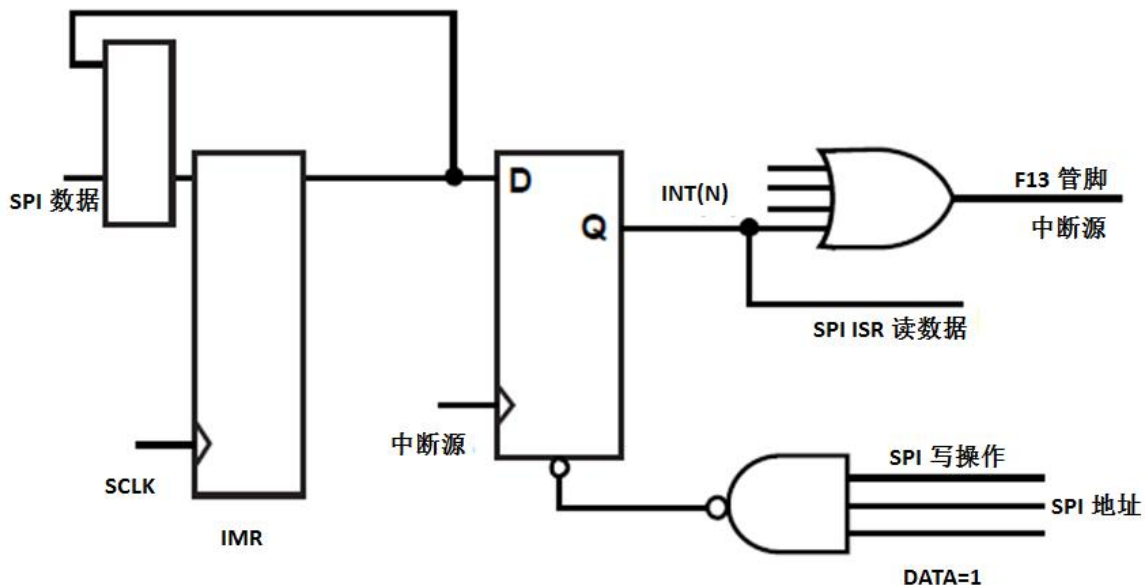 D
Q
INT(N)
F13 管脚
中断源
SPI 数据
SPI ISR 读数据
中断源
SPI 写操作
SCLK
SPI 地址
IMR
DATA=1